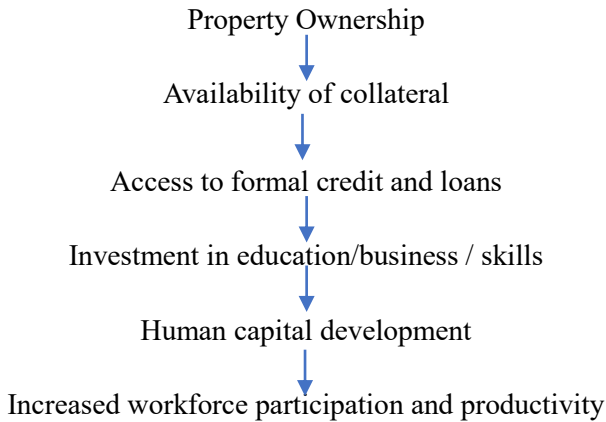 Property Ownership
Availability of collateral
Access to formal credit and loans
Investment in education/business / skills
Human capital development
Increased workforce participation and productivity